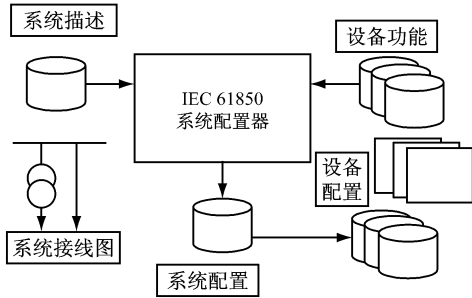 系统描述
设备功能
IEC 61850
系统配置器
设备
配置
系统接线图
系统配置